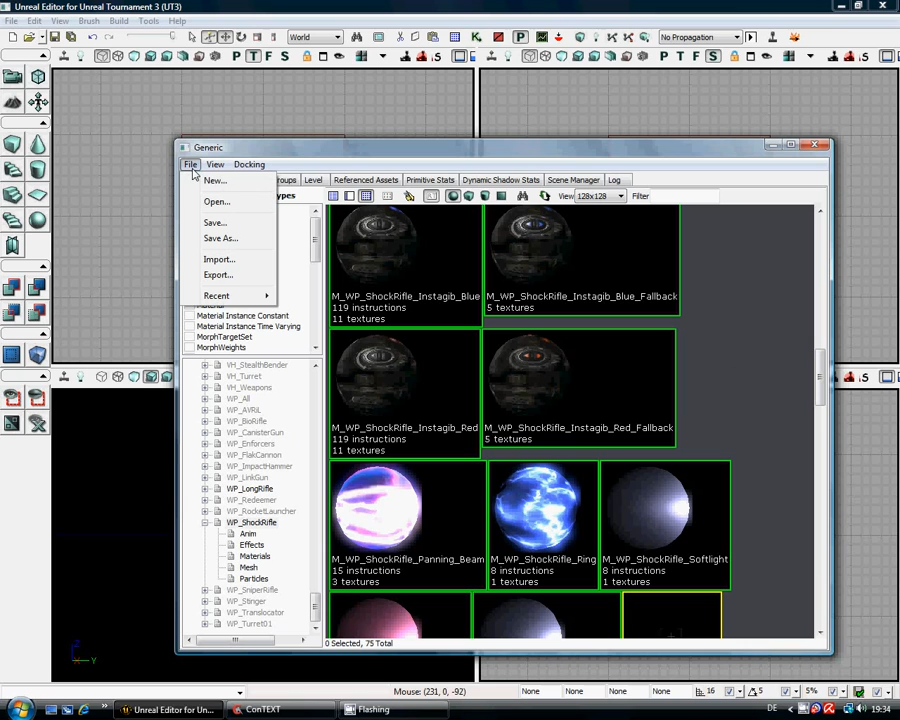 Unreal Editor for Unreal Tournament 3 (UT3)
File Edit View Brush Build Tools Help
World
No Propagation
P T F S
P T F S
Generic
File View Docking
New...
Open...
Save...
Save As...
Import...
Export...
Recent
Level Referenced Assets Primitive Stats Dynamic Shadow Stats Scene Manager Log
View 128x128 Filter
Material Instance Constant
Material Instance Time Varying
MorphTargetSet
MorphWeights
VH_StealthBender
VH_Turret
VH_Weapons
WP_All
WP_AVRiL
WP_BioRifle
WP_CanisterGun
WP_Enforcers
WP_FlakCannon
WP_ImpactHammer
WP_LinkGun
WP_LongRifle
WP_Redeemer
WP_RocketLauncher
WP_ShockRifle
Anim
Effects
Materials
Mesh
Particles
WP_SniperRifle
WP_Stinger
WP_Translocator
WP_Turret01
M_WP_ShockRifle_Instagib_Blue
119 instructions
11 textures
M_WP_ShockRifle_Instagib_Blue_Fallback
5 textures
M_WP_ShockRifle_Instagib_Red
119 instructions
11 textures
M_WP_ShockRifle_Instagib_Red_Fallback
5 textures
M_WP_ShockRifle_Panning_Beam
15 instructions
3 textures
M_WP_ShockRifle_Ring
8 instructions
1 textures
M_WP_ShockRifle_Softlight
8 instructions
1 textures
0 Selected, 75 Total
Z
Y
Mouse: (231, 0, -92) None None None None 16 5 5%
Unreal Editor for Un... ConTEXT Flashing DE 19:34